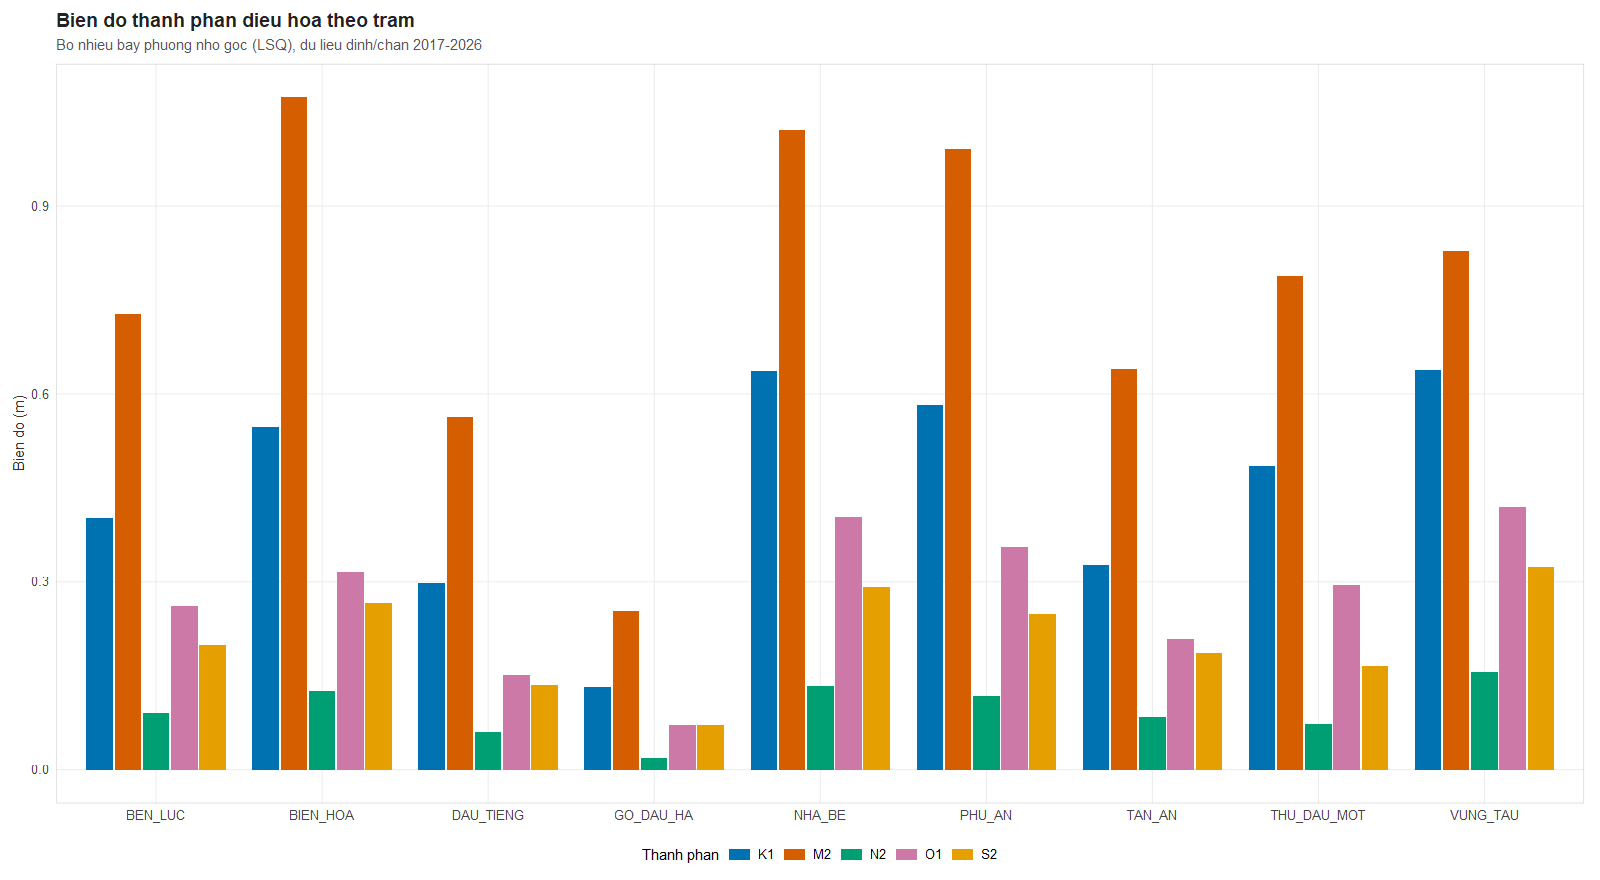 Bien do thanh phan dieu hoa theo tram
Bo nhieu bay phuong nho goc (LSQ), du lieu dinh/chan 2017-2026
Bien do (m)
0.9
0.6
0.3
0.0
BEN_LUC BIEN_HOA DAU_TIENG GO_DAU_HA NHA_BE PHU_AN TAN_AN THU_DAU_MOT VUNG_TAU
Thanh phan K1 M2 N2 O1 S2